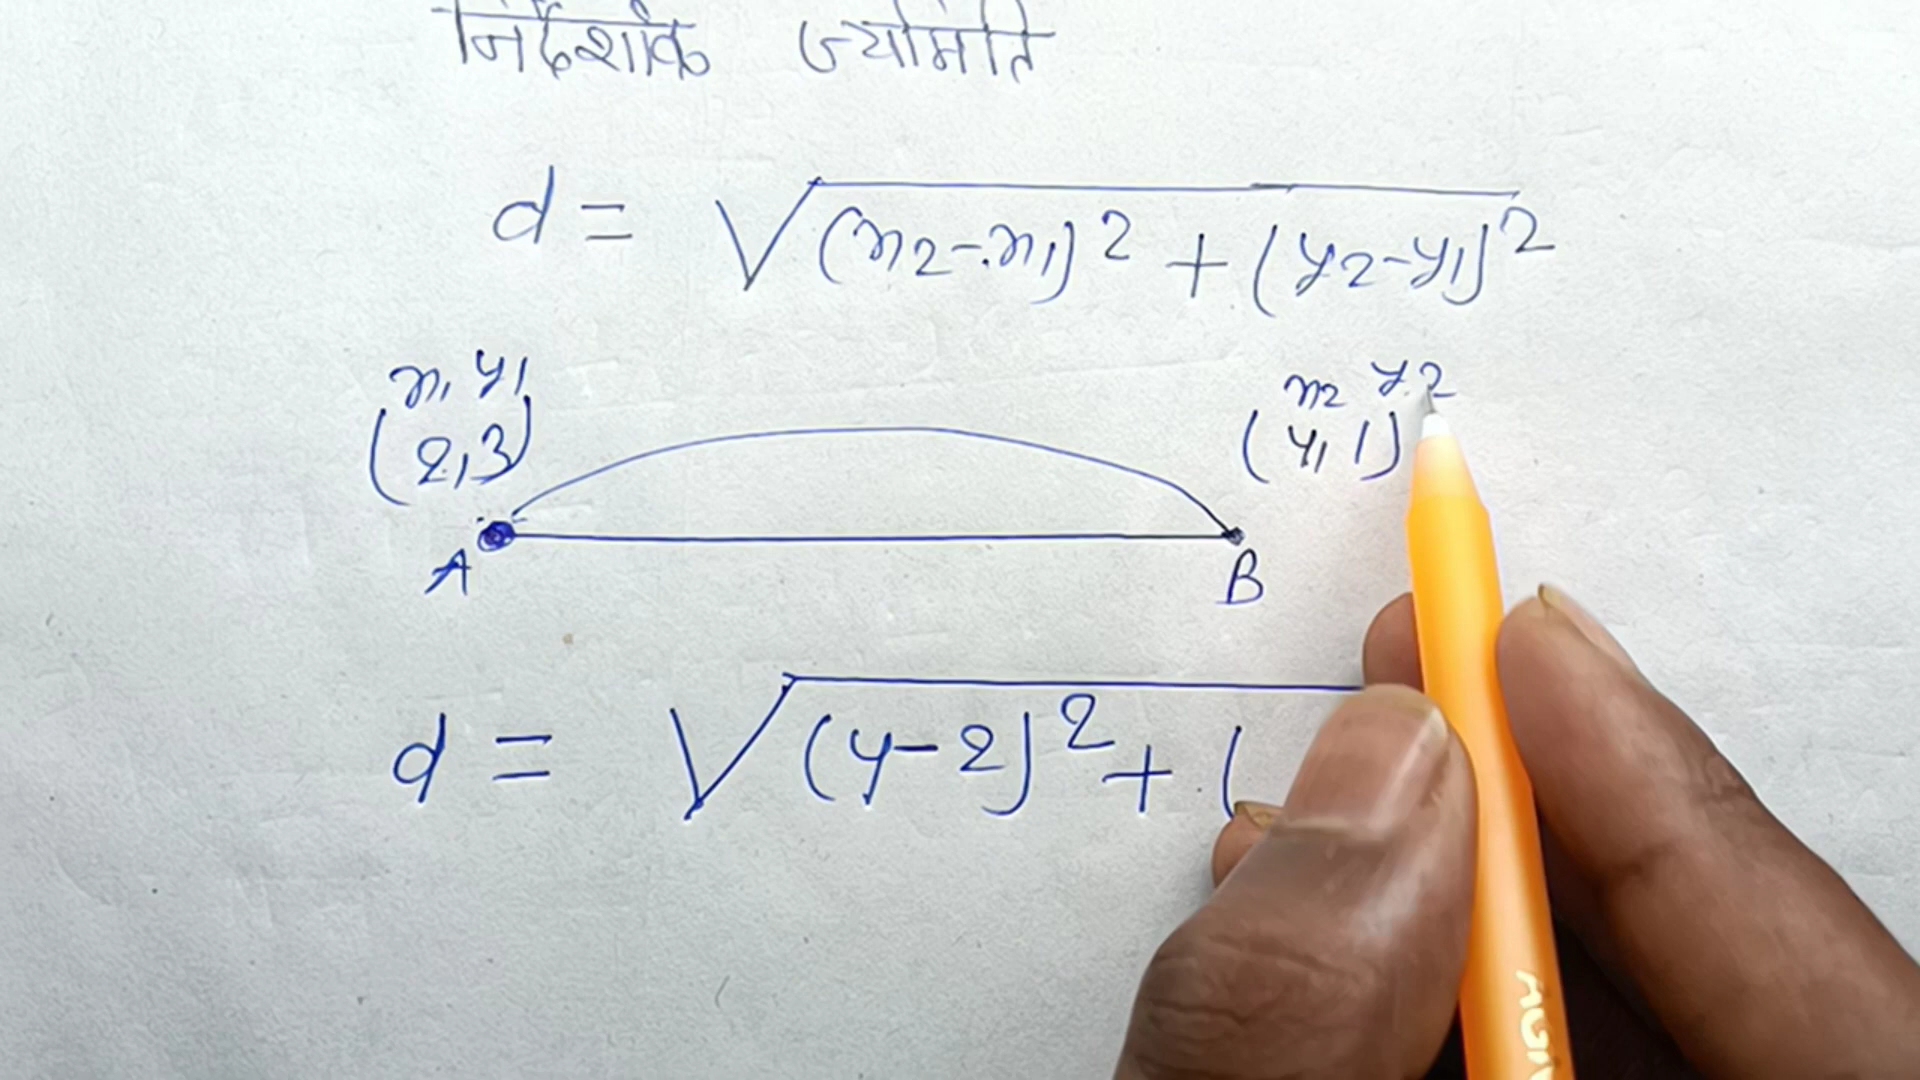 निर्देशांक ज्योमिति
d = √(x2-x1)2 + (y2-y1)2
x1 y1 x2 y2
(2,3) (4,1)
A B
d = √(4-2)2 + (